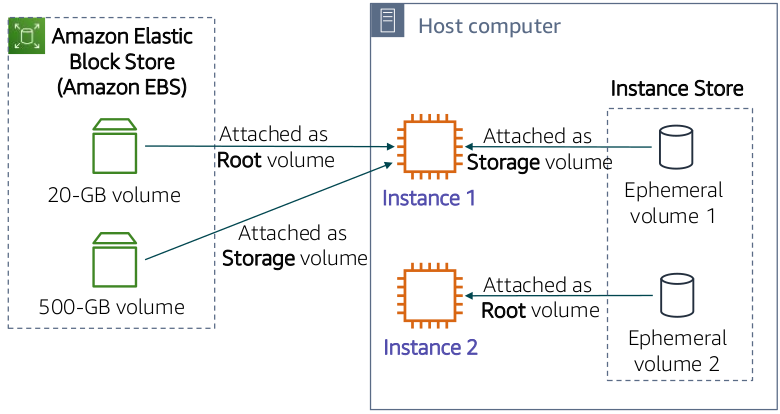 Amazon Elastic
Block Store
(Amazon EBS)
20-GB volume
500-GB volume
Attached as
Root volume
Attached as
Storage volume
Host computer
Instance 1
Instance 2
Attached as
Storage volume
Attached as
Root volume
Instance Store
Ephemeral
volume 1
Ephemeral
volume 2